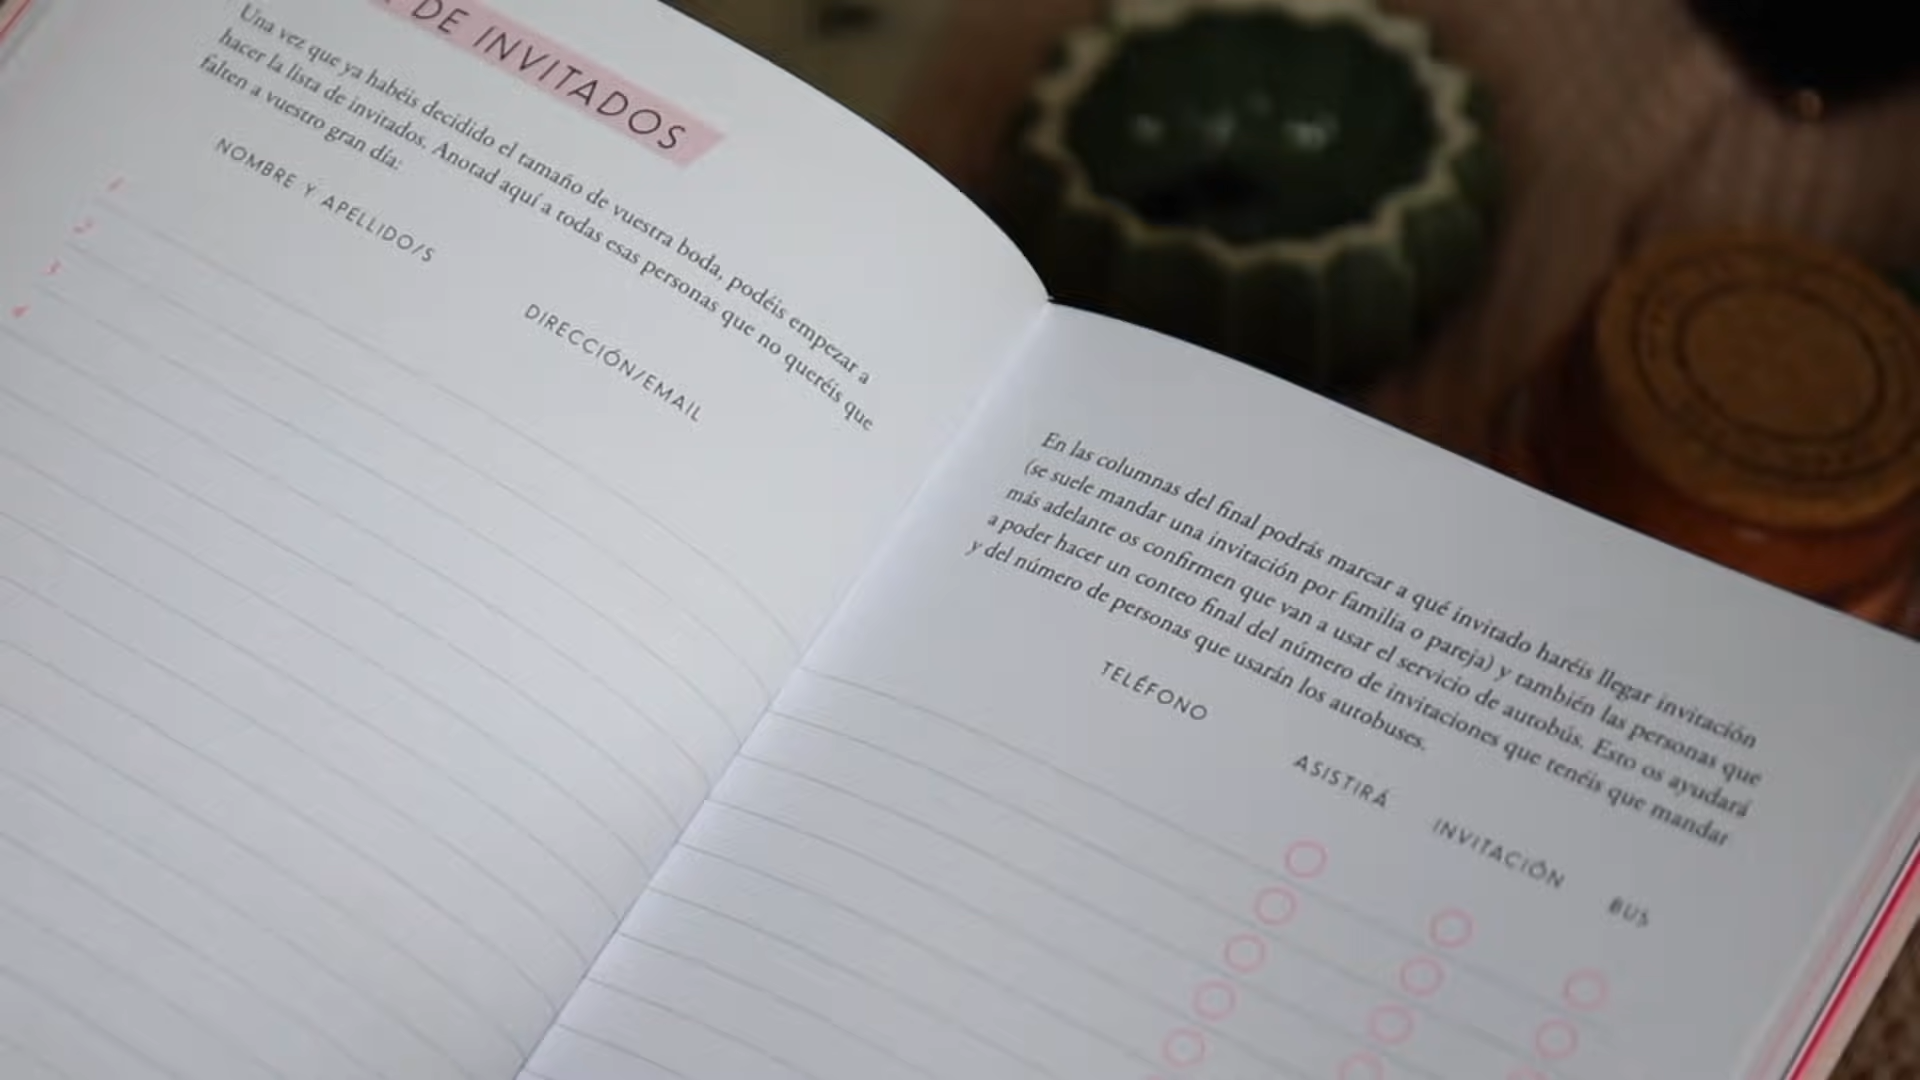 DE INVITADOS
Una vez que ya habéis decidido el tamaño de vuestra boda, podéis empezar a
hacer la lista de invitados. Anotad aquí a todas esas personas que no queréis que
falten a vuestro gran día:
NOMBRE Y APELLIDO/S
DIRECCIÓN/EMAIL
1
2
3
4
En las columnas del final podrás marcar a qué invitado haréis llegar invitación
(se suele mandar una invitación por familia o pareja) y también las personas que
más adelante os confirmen que van a usar el servicio de autobús. Esto os ayudará
a poder hacer un conteo final del número de invitaciones que tenéis que mandar
y del número de personas que usarán los autobuses.
TELÉFONO
ASISTIRÁ
INVITACIÓN
BUS